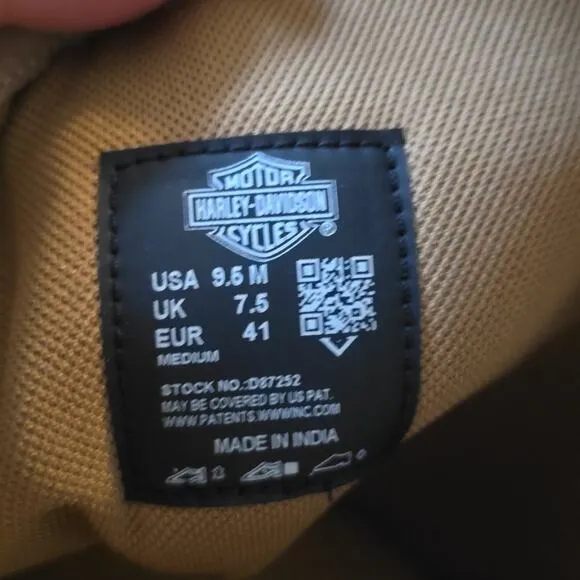 MOTOR
HARLEY-DAVIDSON
CYCLES
®
USA 9.5 M
UK 7.5
EUR 41
MEDIUM
STOCK NO.:D87252
MAY BE COVERED BY US PAT.
WWW.PATENTS.WWWINC.COM
MADE IN INDIA